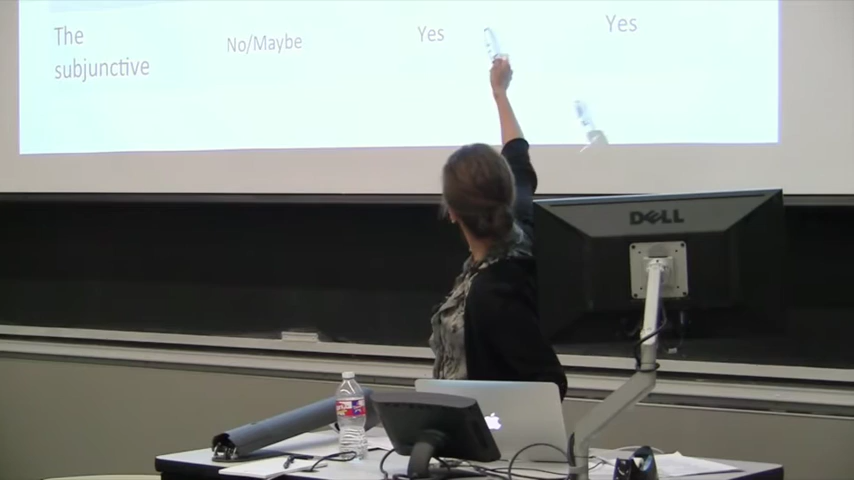 The
subjunctive
No/Maybe
Yes
Yes
DELL